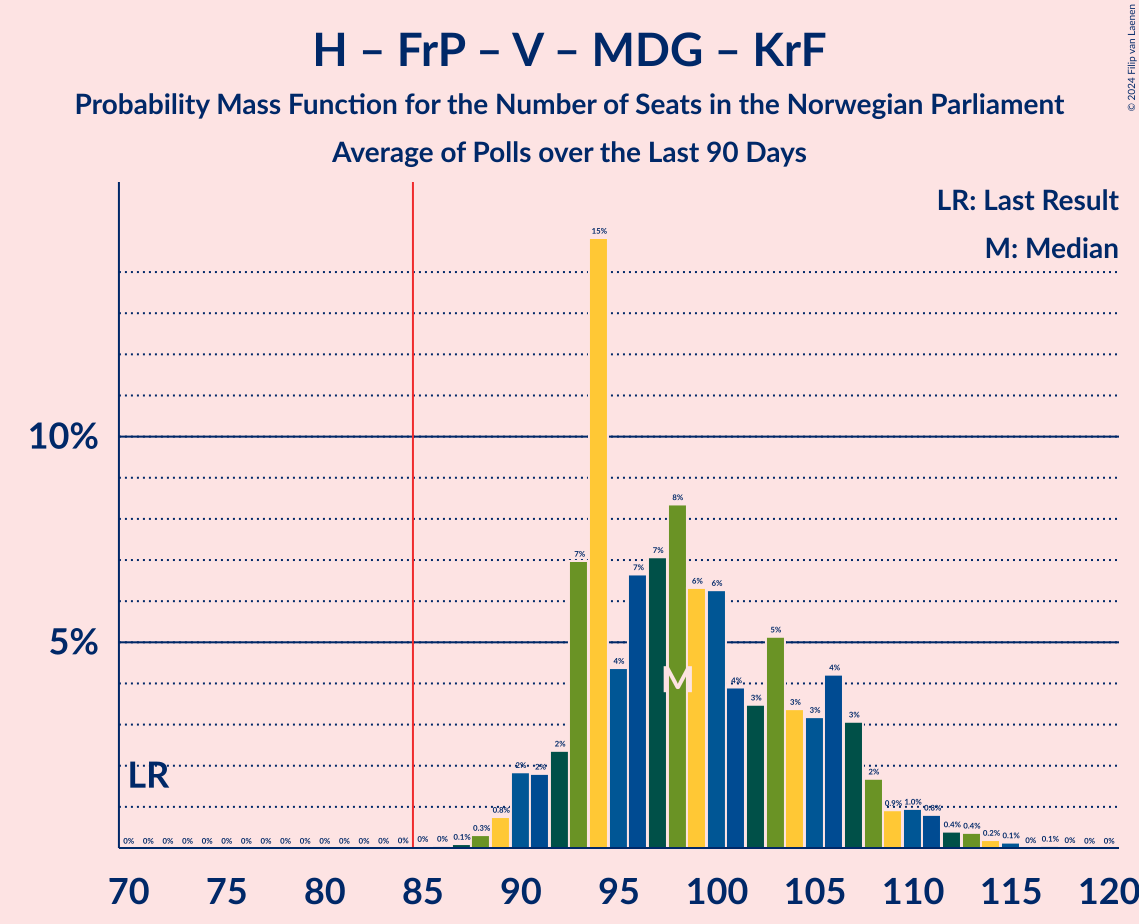 H – FrP – V – MDG – KrF
Probability Mass Function for the Number of Seats in the Norwegian Parliament
Average of Polls over the Last 90 Days
© 2024 Filip van Laenen
LR: Last Result
M: Median
10%
5%
LR
M
0% 0% 0% 0% 0% 0% 0% 0% 0% 0% 0% 0% 0% 0% 0% 0% 0% 0.1% 0.3% 0.8% 2% 2% 2% 7% 15% 4% 7% 7% 8% 6% 6% 4% 3% 5% 3% 3% 4% 3% 2% 0.9% 1.0% 0.8% 0.4% 0.4% 0.2% 0.1% 0% 0.1% 0% 0% 0%
70 75 80 85 90 95 100 105 110 115 120